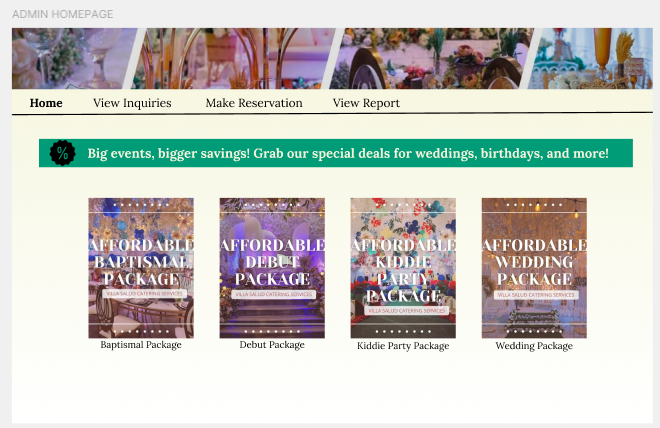 ADMIN HOMEPAGE
Home View Inquiries Make Reservation View Report
% Big events, bigger savings! Grab our special deals for weddings, birthdays, and more!
AFFORDABLE
BAPTISMAL
PACKAGE
VILLA SALUD CATERING SERVICES
Baptismal Package
AFFORDABLE
DEBUT
PACKAGE
VILLA SALUD CATERING SERVICES
Debut Package
AFFORDABLE
KIDDIE
PARTY
PACKAGE
VILLA SALUD CATERING SERVICES
Kiddie Party Package
AFFORDABLE
WEDDING
PACKAGE
VILLA SALUD CATERING SERVICES
Wedding Package